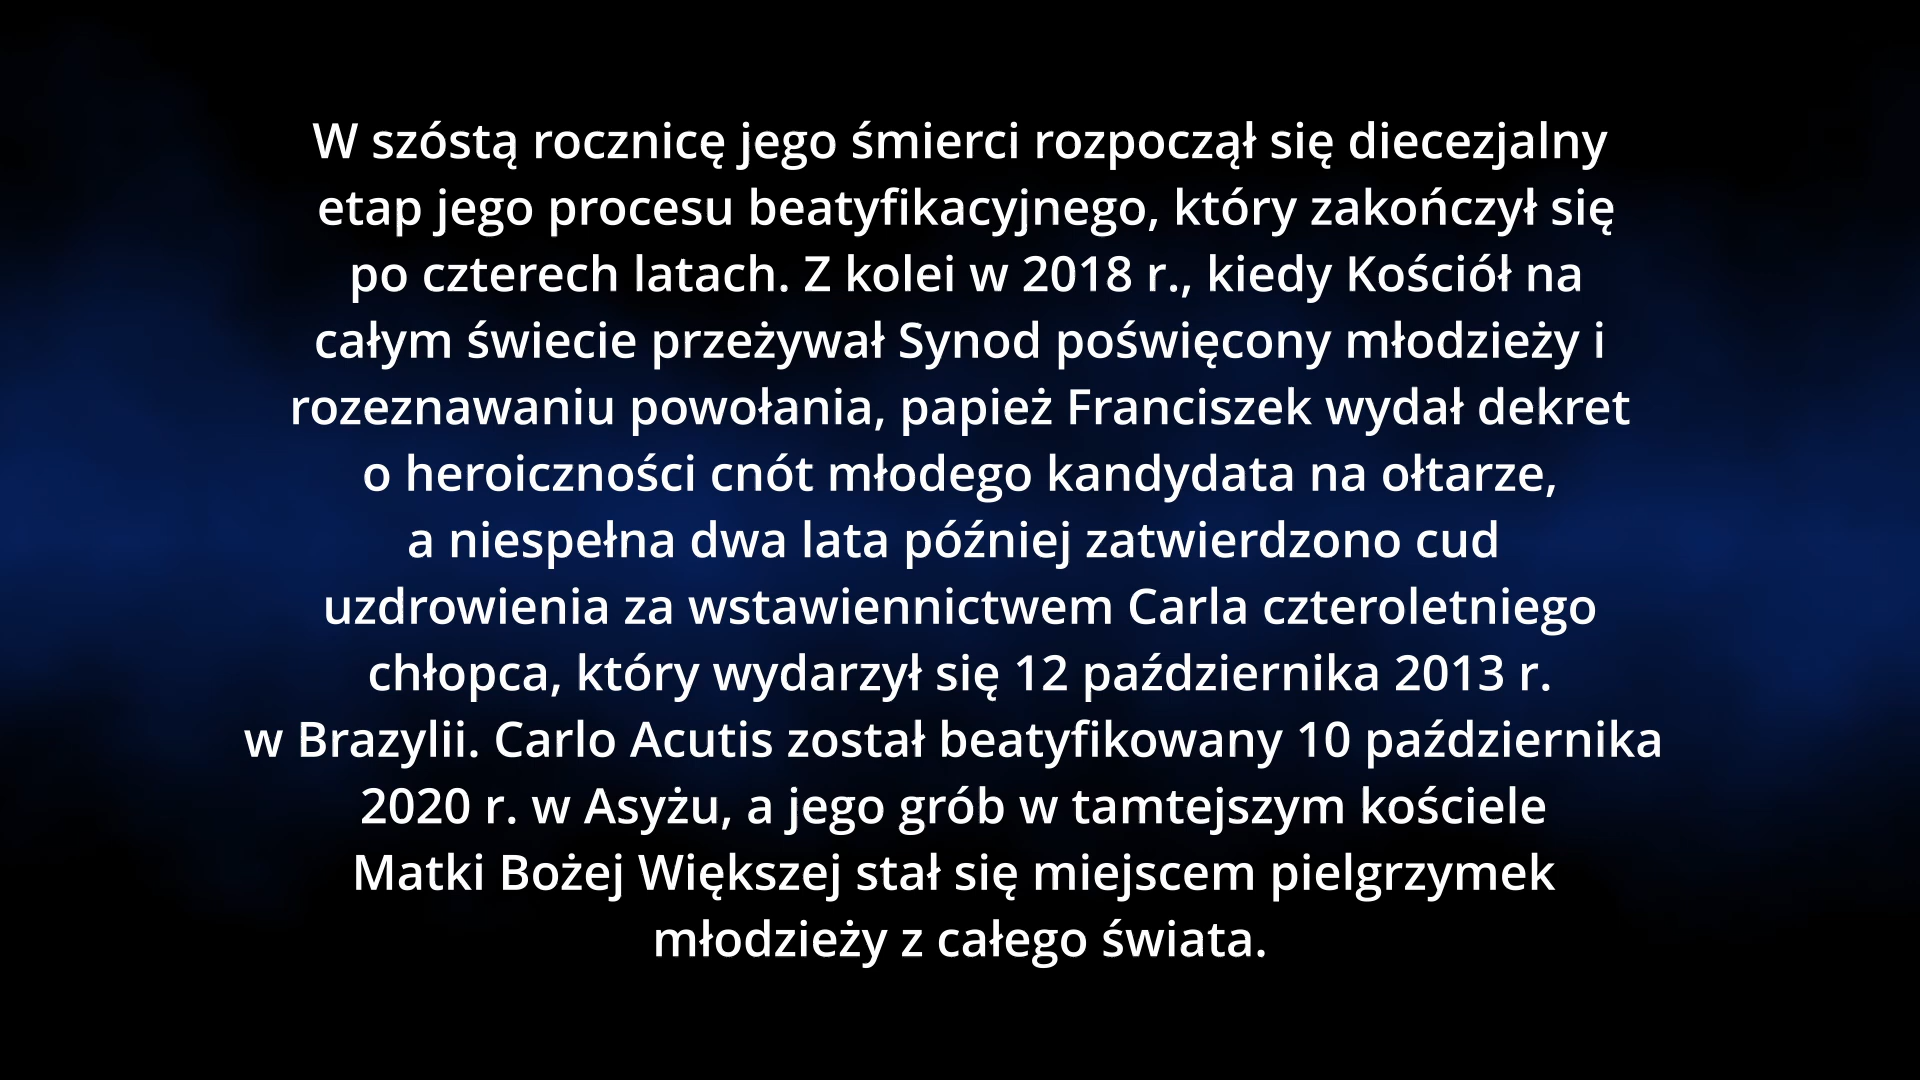 W szóstą rocznicę jego śmierci rozpoczął się diecezjalny
etap jego procesu beatyfikacyjnego, który zakończył się
po czterech latach. Z kolei w 2018 r., kiedy Kościół na
całym świecie przeżywał Synod poświęcony młodzieży i
rozeznawaniu powołania, papież Franciszek wydał dekret
o heroiczności cnót młodego kandydata na ołtarze,
a niespełna dwa lata później zatwierdzono cud
uzdrowienia za wstawiennictwem Carla czteroletniego
chłopca, który wydarzył się 12 października 2013 r.
w Brazylii. Carlo Acutis został beatyfikowany 10 października
2020 r. w Asyżu, a jego grób w tamtejszym kościele
Matki Bożej Większej stał się miejscem pielgrzymek
młodzieży z całego świata.